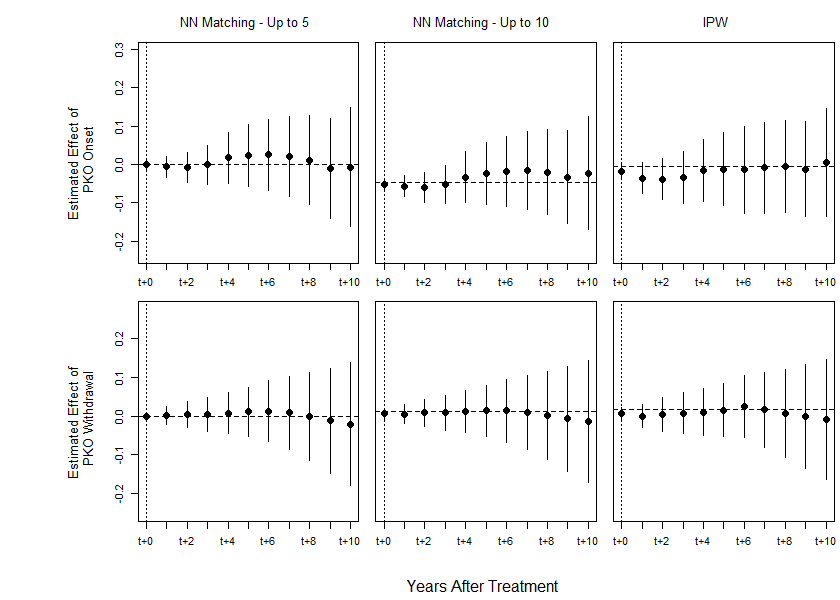 NN Matching - Up to 5
NN Matching - Up to 10
IPW
Estimated Effect of
PKO Onset
0.3
0.2
0.1
0.0
-0.1
-0.2
t+0 t+2 t+4 t+6 t+8 t+10
t+0 t+2 t+4 t+6 t+8 t+10
t+0 t+2 t+4 t+6 t+8 t+10
Estimated Effect of
PKO Withdrawal
0.2
0.1
0.0
-0.1
-0.2
t+0 t+2 t+4 t+6 t+8 t+10
t+0 t+2 t+4 t+6 t+8 t+10
t+0 t+2 t+4 t+6 t+8 t+10
Years After Treatment